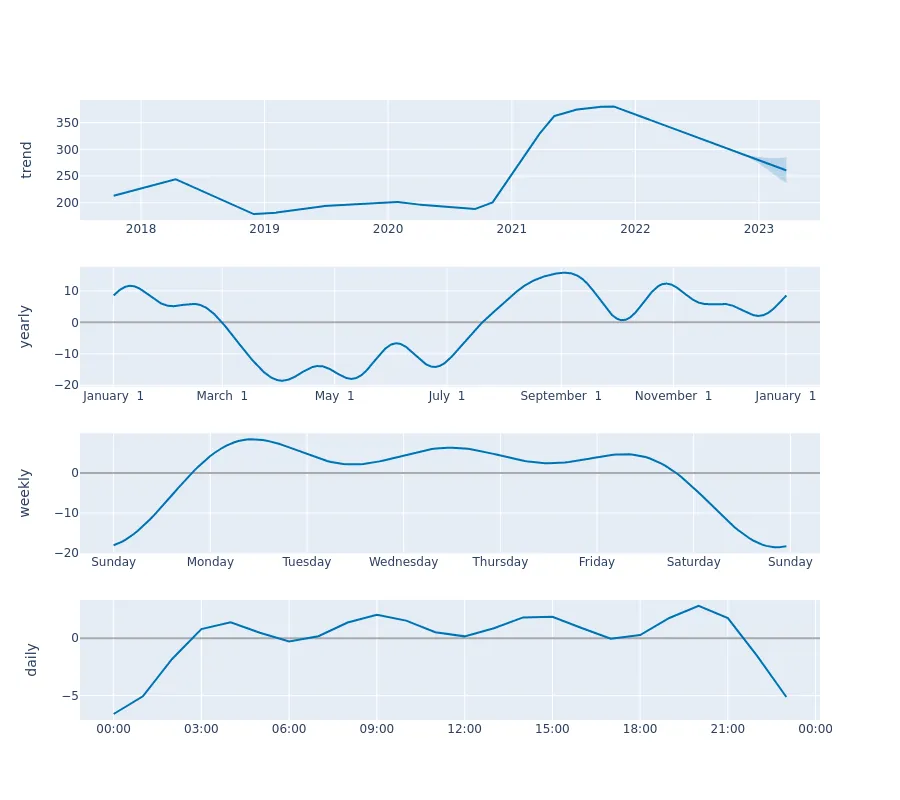 trend
350
300
250
200
2018 2019 2020 2021 2022 2023
yearly
10
0
−10
−20
January 1 March 1 May 1 July 1 September 1 November 1 January 1
weekly
0
−10
−20
Sunday Monday Tuesday Wednesday Thursday Friday Saturday Sunday
daily
0
−5
00:00 03:00 06:00 09:00 12:00 15:00 18:00 21:00 00:00